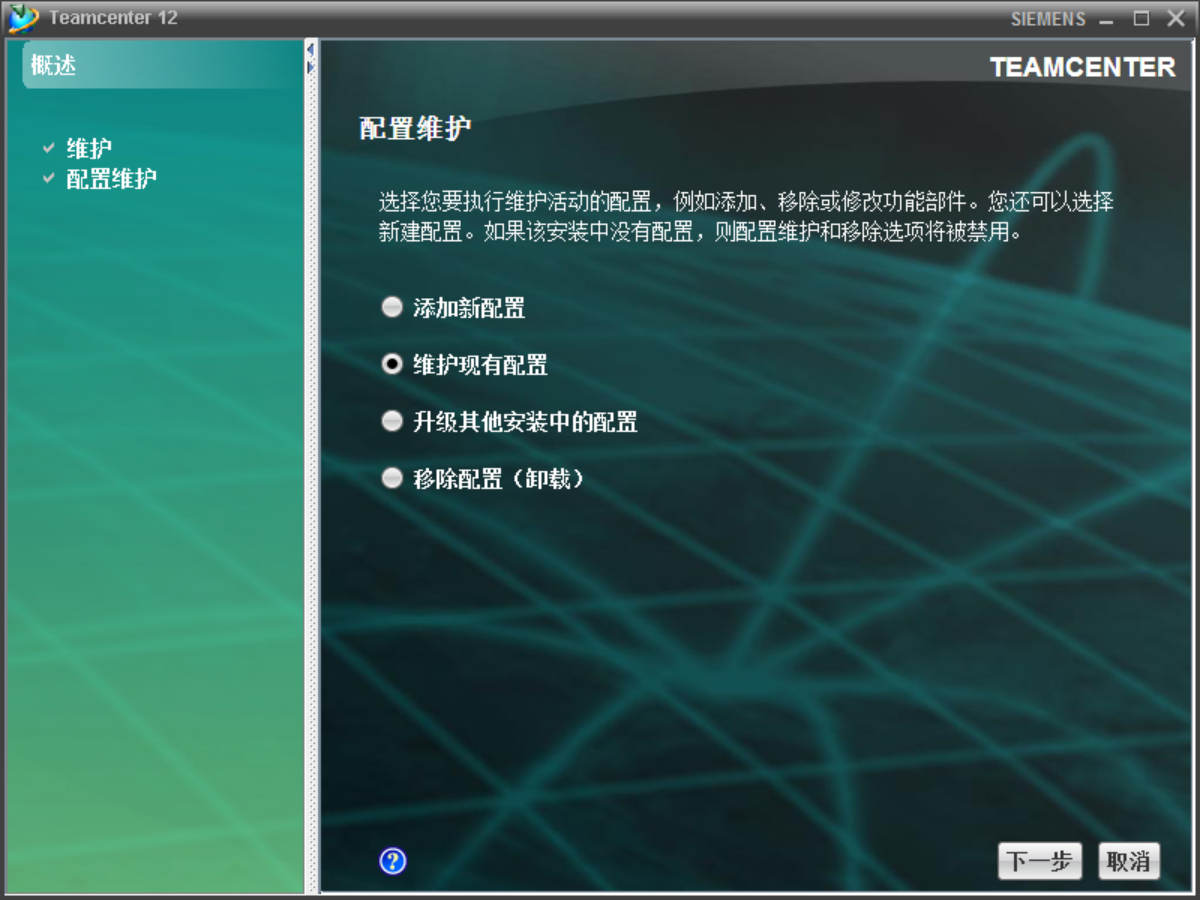 Teamcenter 12
SIEMENS
概述
TEAMCENTER
维护
配置维护
配置维护
选择您要执行维护活动的配置，例如添加、移除或修改功能部件。您还可以选择
新建配置。如果该安装中没有配置，则配置维护和移除选项将被禁用。
添加新配置
维护现有配置
升级其他安装中的配置
移除配置（卸载）
?
下一步
取消